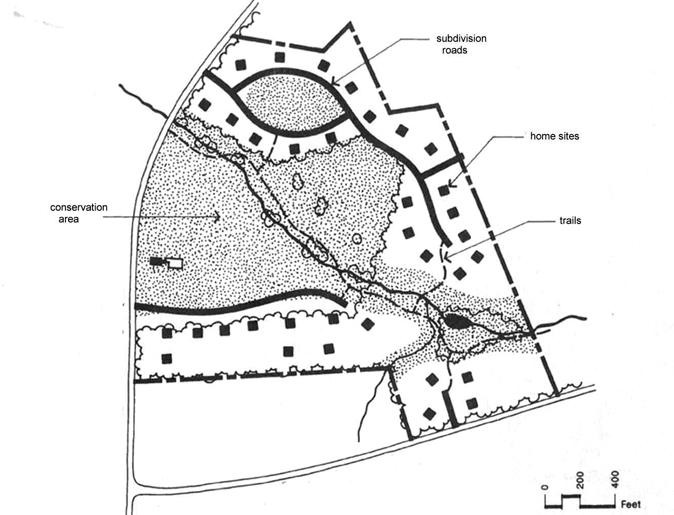 subdivision
roads
home sites
conservation
area
trails
0
200
400
Feet